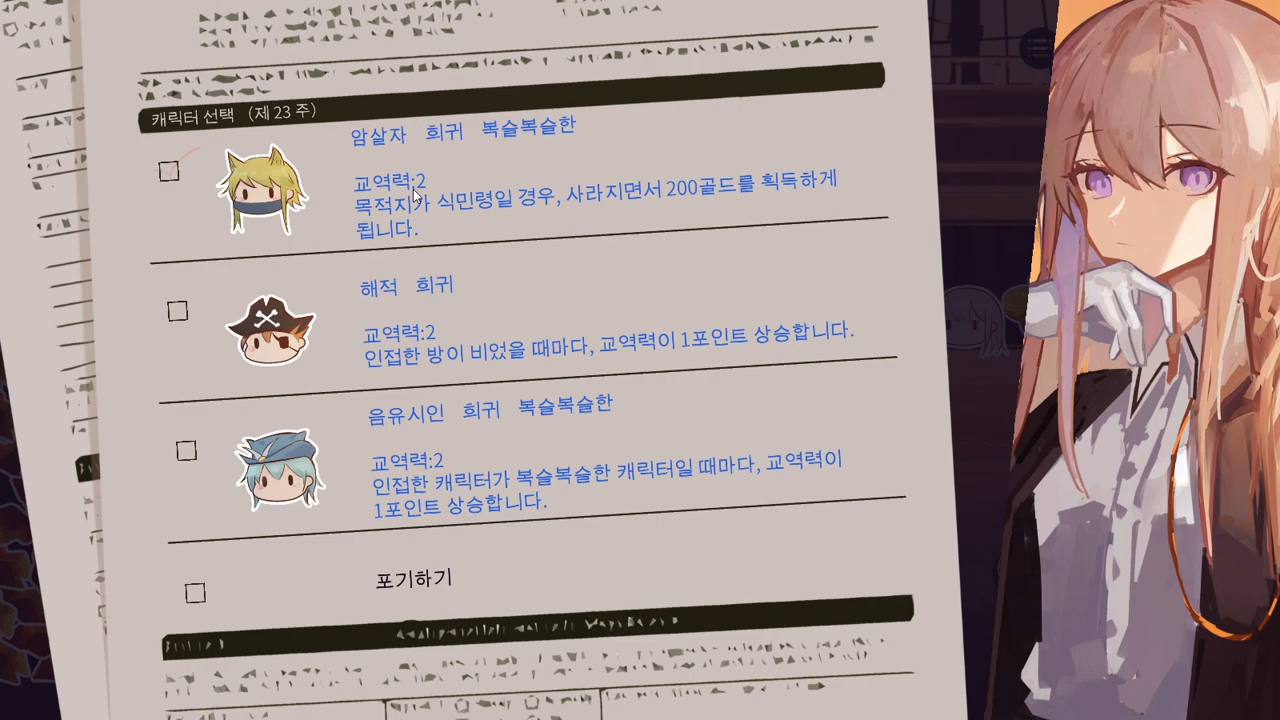 캐릭터 선택 (제 23 주)
암살자 희귀 복슬복슬한
교역력:2
목적지가 식민령일 경우, 사라지면서 200골드를 획득하게
됩니다.
해적 희귀
교역력:2
인접한 방이 비었을 때마다, 교역력이 1포인트 상승합니다.
음유시인 희귀 복슬복슬한
교역력:2
인접한 캐릭터가 복슬복슬한 캐릭터일 때마다, 교역력이
1포인트 상승합니다.
포기하기